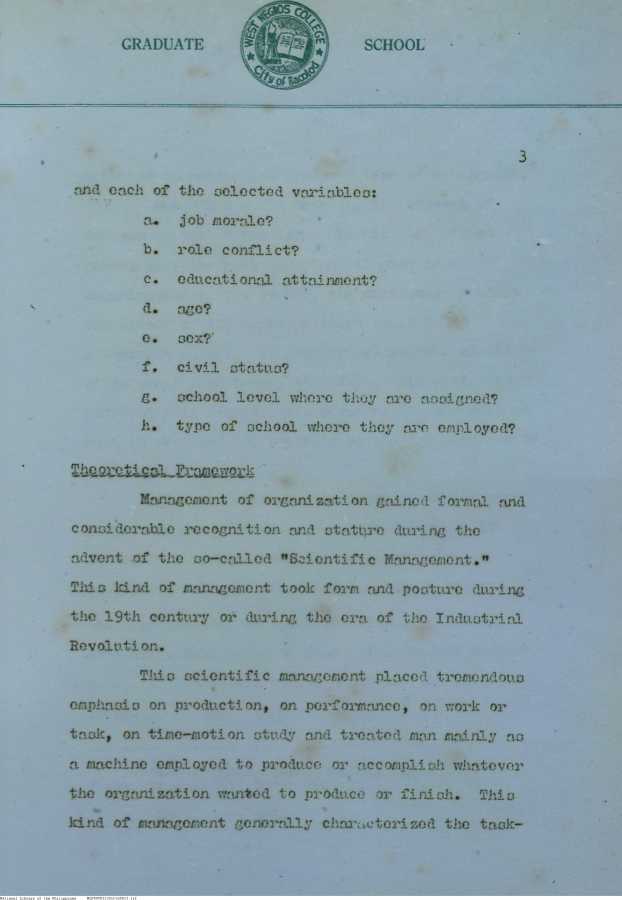 GRADUATE SCHOOL
WEST NEGROS COLLEGE
City of Bacolod
3
and each of the selected variables:
a. job morale?
b. role conflict?
c. educational attainment?
d. age?
e. sex?
f. civil status?
g. school level where they are assigned?
h. type of school where they are employed?
Theoretical Framework
Management of organization gained formal and
considerable recognition and stature during the
advent of the so-called "Scientific Management."
This kind of management took form and posture during
the 19th century or during the era of the Industrial
Revolution.
This scientific management placed tremendous
emphasis on production, on performance, on work or
task, on time-motion study and treated man mainly as
a machine employed to produce or accomplish whatever
the organization wanted to produce or finish. This
kind of management generally characterized the task-
National Library of the Philippines